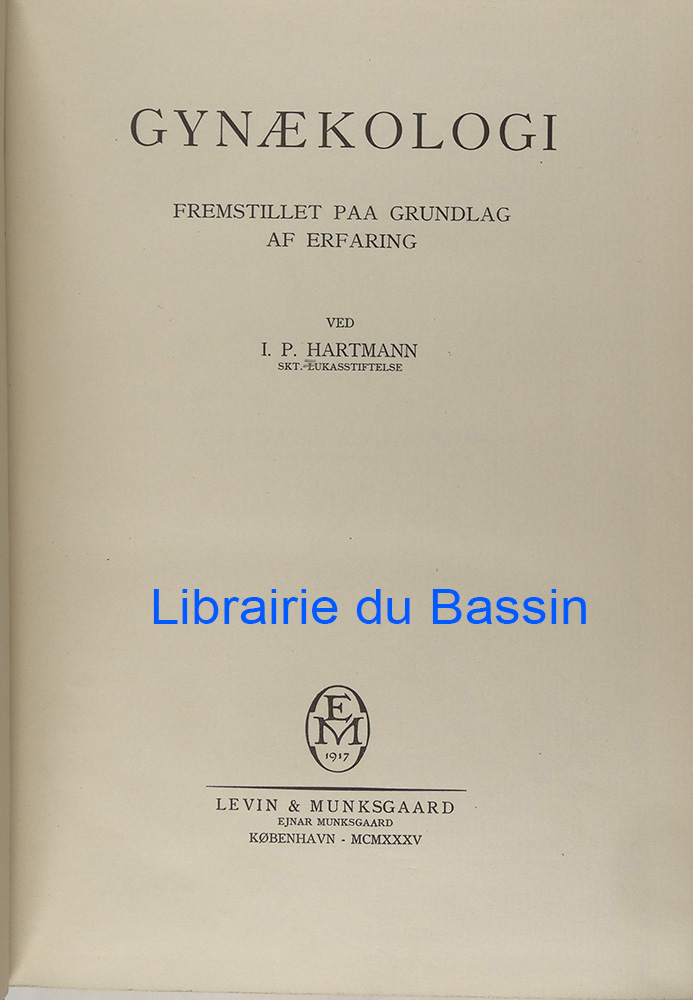 GYNÆKOLOGI
FREMSTILLET PAA GRUNDLAG
AF ERFARING
VED
I. P. HARTMANN
SKT. LUKASSTIFTELSE
Librairie du Bassin
EM
1917
LEVIN & MUNKSGAARD
EJNAR MUNKSGAARD
KØBENHAVN - MCMXXXV